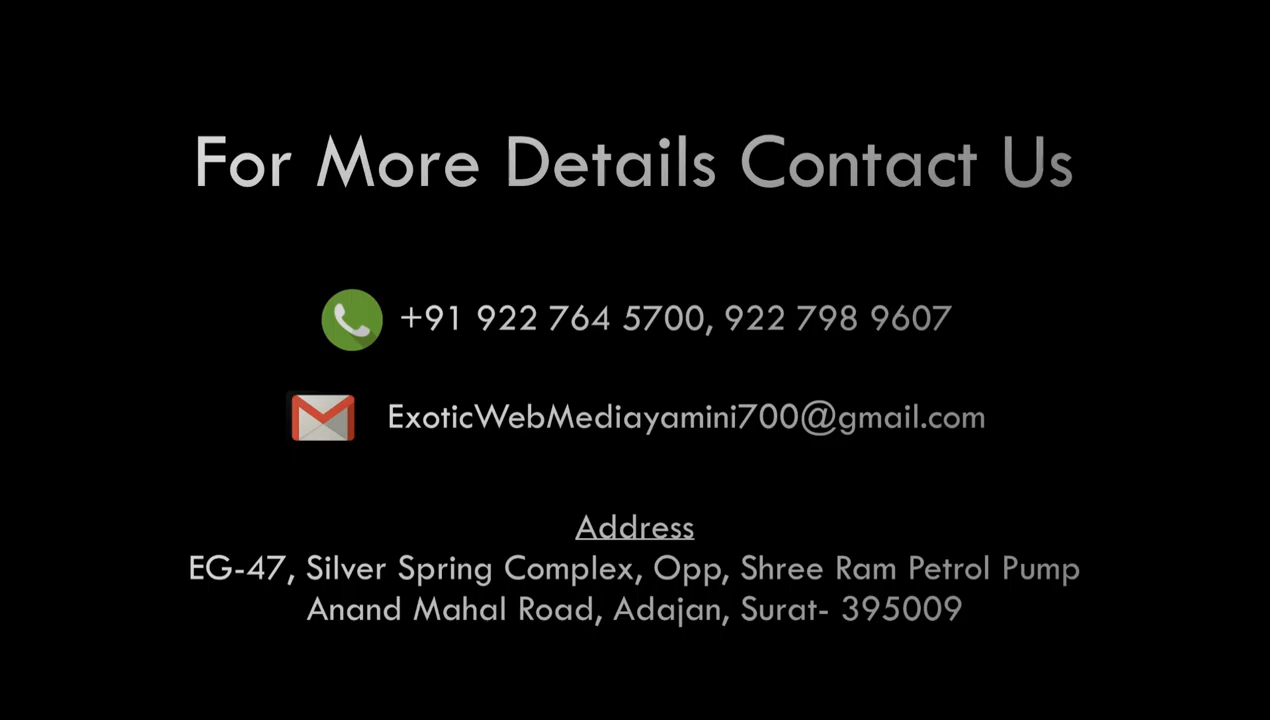 For More Details Contact Us
+91 922 764 5700, 922 798 9607
ExoticWebMediayamini700@gmail.com
Address
EG-47, Silver Spring Complex, Opp, Shree Ram Petrol Pump
Anand Mahal Road, Adajan, Surat- 395009